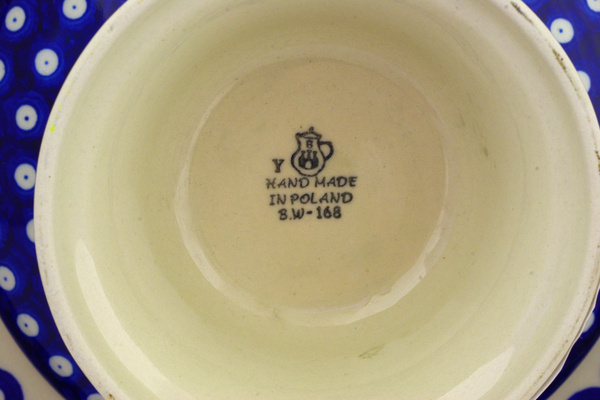 B
Y
HAND MADE
IN POLAND
B.W-168